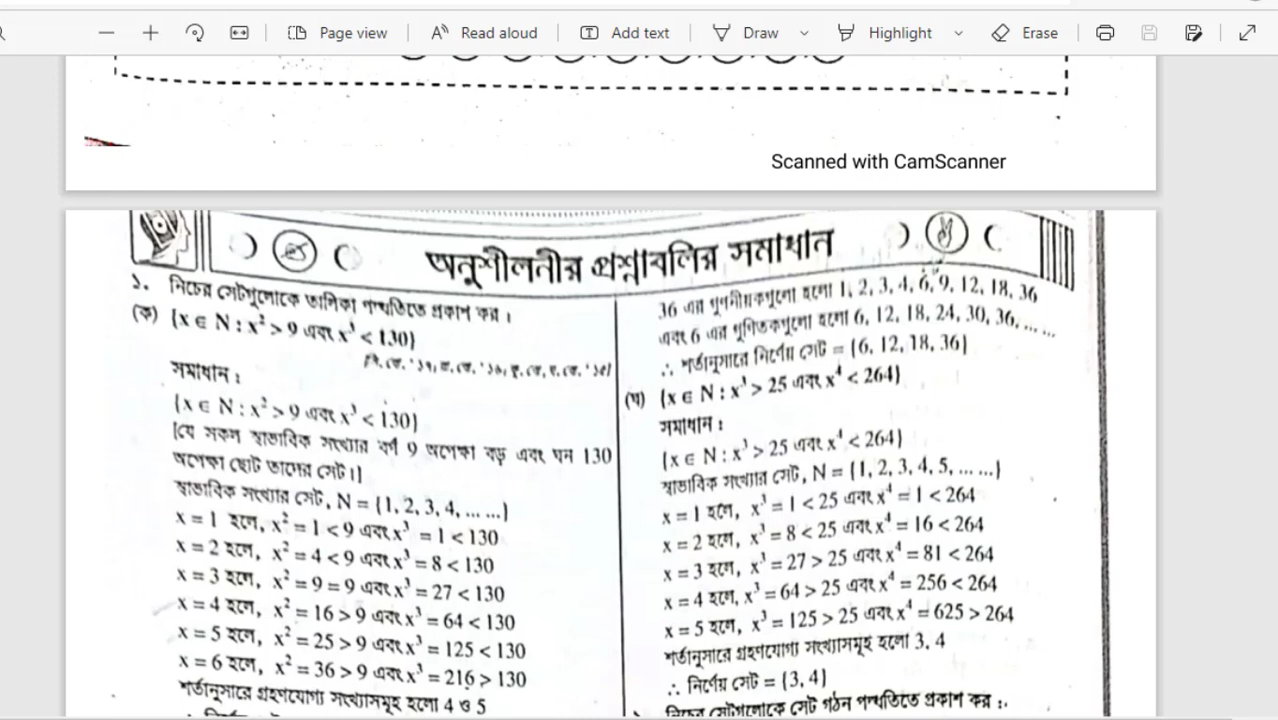 Page view
Read aloud
Add text
Draw
Highlight
Erase
Scanned with CamScanner
অনুশীলনীর প্রশ্নাবলির সমাধান
১. নিচের সেটগুলোকে তালিকা পদ্ধতিতে প্রকাশ কর।
(ক) {x ∈ N : x² > 9 এবং x³ < 130}
সমাধান :
{x ∈ N : x² > 9 এবং x³ < 130}
[যে সকল স্বাভাবিক সংখ্যার বর্গ 9 অপেক্ষা বড় এবং ঘন 130
অপেক্ষা ছোট তাদের সেট।]
স্বাভাবিক সংখ্যার সেট, N = {1, 2, 3, 4, ... ...}
x = 1 হলে, x² = 1 < 9 এবং x³ = 1 < 130
x = 2 হলে, x² = 4 < 9 এবং x³ = 8 < 130
x = 3 হলে, x² = 9 = 9 এবং x³ = 27 < 130
x = 4 হলে, x² = 16 > 9 এবং x³ = 64 < 130
x = 5 হলে, x² = 25 > 9 এবং x³ = 125 < 130
x = 6 হলে, x² = 36 > 9 এবং x³ = 216 > 130
শর্তানুসারে গ্রহণযোগ্য সংখ্যাসমূহ হলো 4 ও 5
36 এর গুণনীয়কগুলো হলো 1, 2, 3, 4, 6, 9, 12, 18, 36
এবং 6 এর গুণিতকগুলো হলো 6, 12, 18, 24, 30, 36, ... ...
∴ শর্তানুসারে নির্ণেয় সেট = {6, 12, 18, 36}
(ঘ) {x ∈ N : x³ > 25 এবং x⁴ < 264}
সমাধান :
{x ∈ N : x³ > 25 এবং x⁴ < 264}
স্বাভাবিক সংখ্যার সেট, N = {1, 2, 3, 4, 5, ... ...}
x = 1 হলে, x³ = 1 < 25 এবং x⁴ = 1 < 264
x = 2 হলে, x³ = 8 < 25 এবং x⁴ = 16 < 264
x = 3 হলে, x³ = 27 > 25 এবং x⁴ = 81 < 264
x = 4 হলে, x³ = 64 > 25 এবং x⁴ = 256 < 264
x = 5 হলে, x³ = 125 > 25 এবং x⁴ = 625 > 264
শর্তানুসারে গ্রহণযোগ্য সংখ্যাসমূহ হলো 3, 4
∴ নির্ণেয় সেট = {3, 4}
নিচের সেটগুলোকে সেট গঠন পদ্ধতিতে প্রকাশ কর :